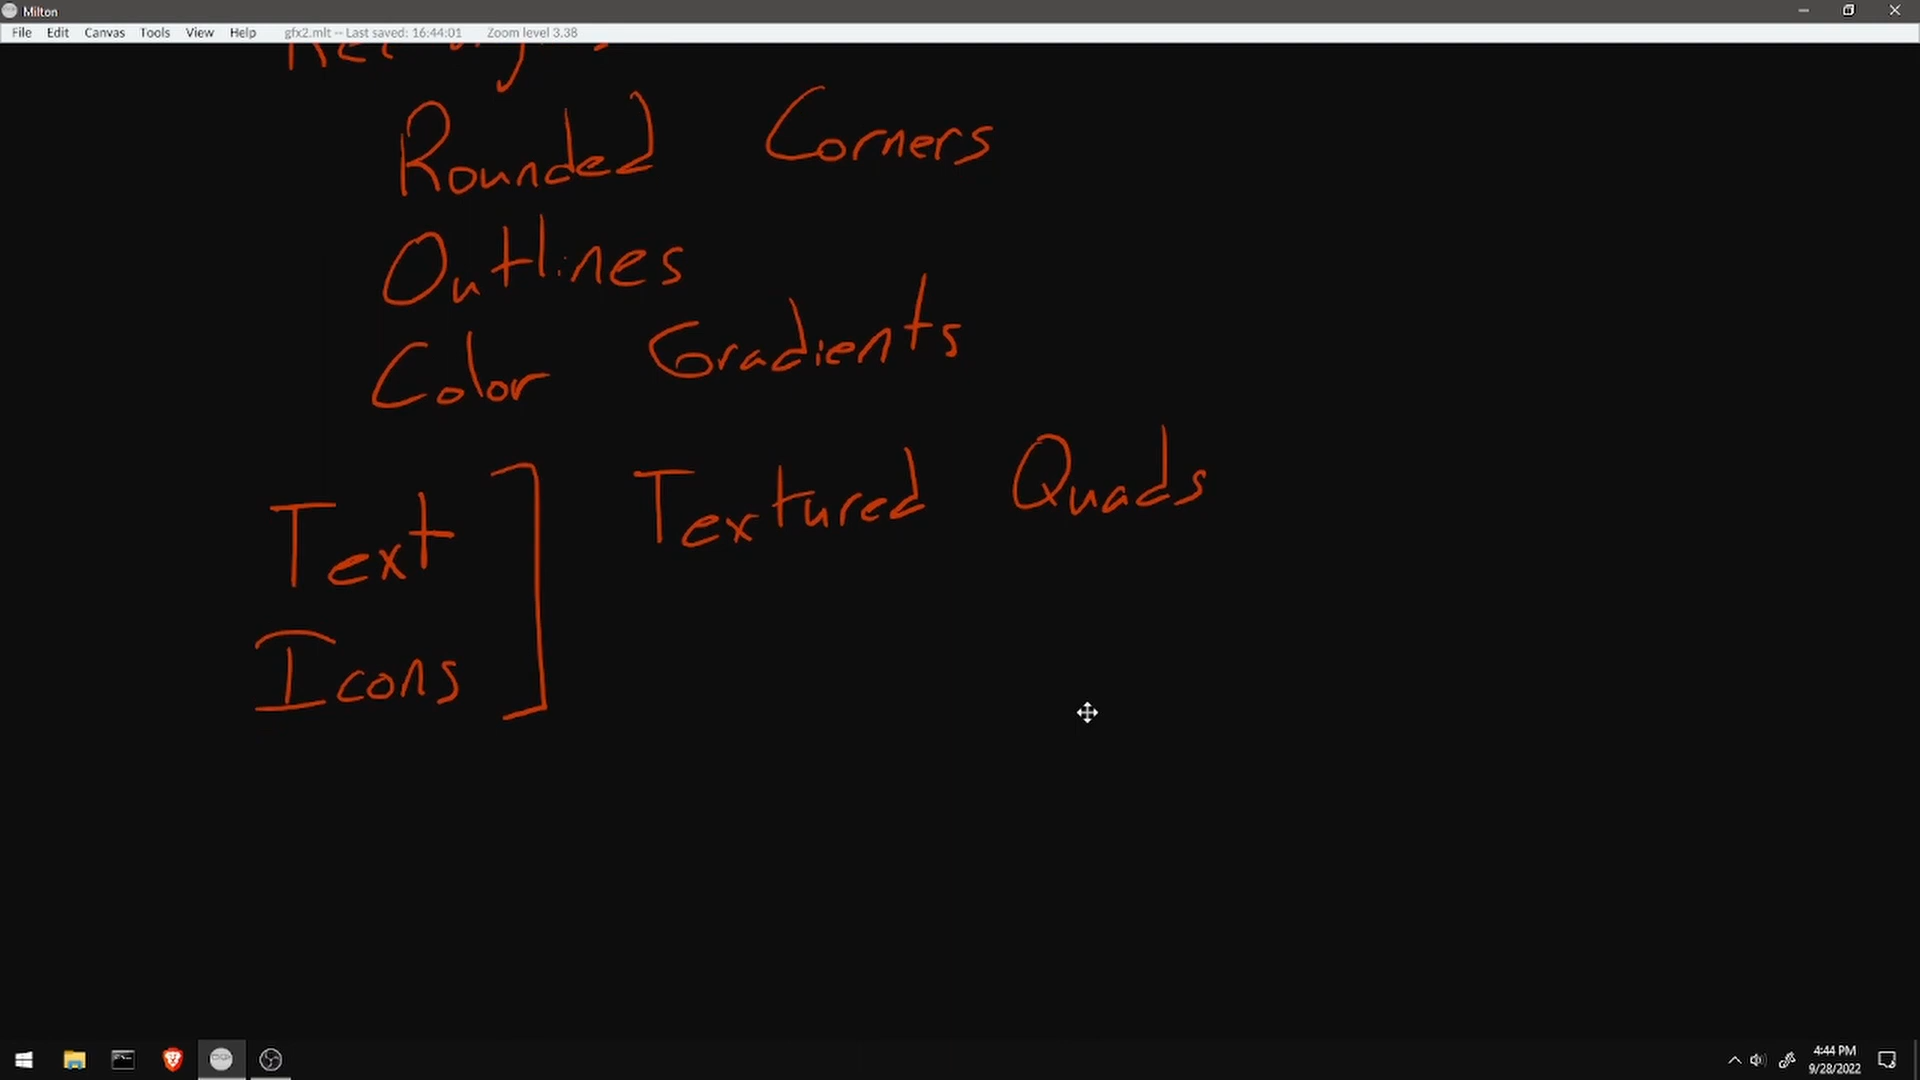 Milton
File Edit Canvas Tools View Help gfx2.mlt -- Last saved: 16:44:01 Zoom level 3.38
Rounded Corners
Outlines
Color Gradients
Text
Icons
Textured Quads
4:44 PM
9/28/2022